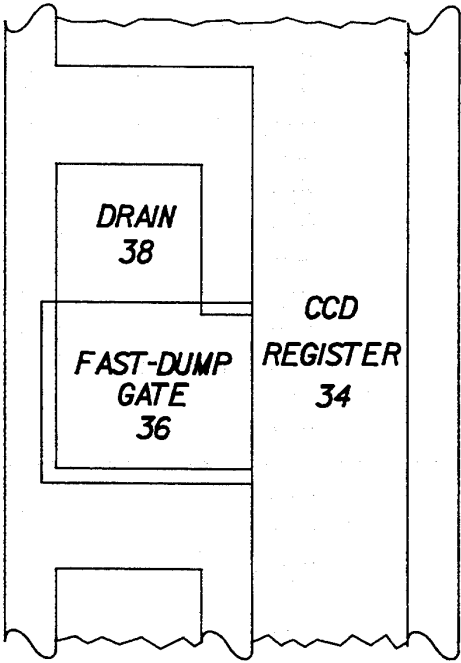 DRAIN
38
FAST-DUMP
GATE
36
CCD
REGISTER
34